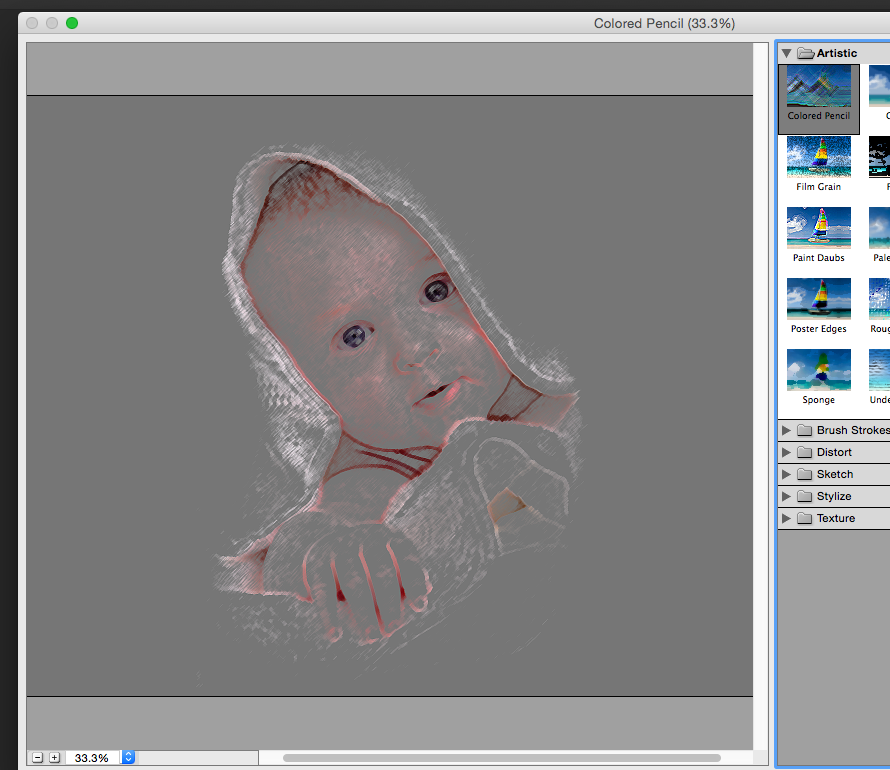 Colored Pencil (33.3%)
Artistic
Colored Pencil
Film Grain
Paint Daubs
Poster Edges
Sponge
Brush Strokes
Distort
Sketch
Stylize
Texture
33.3%